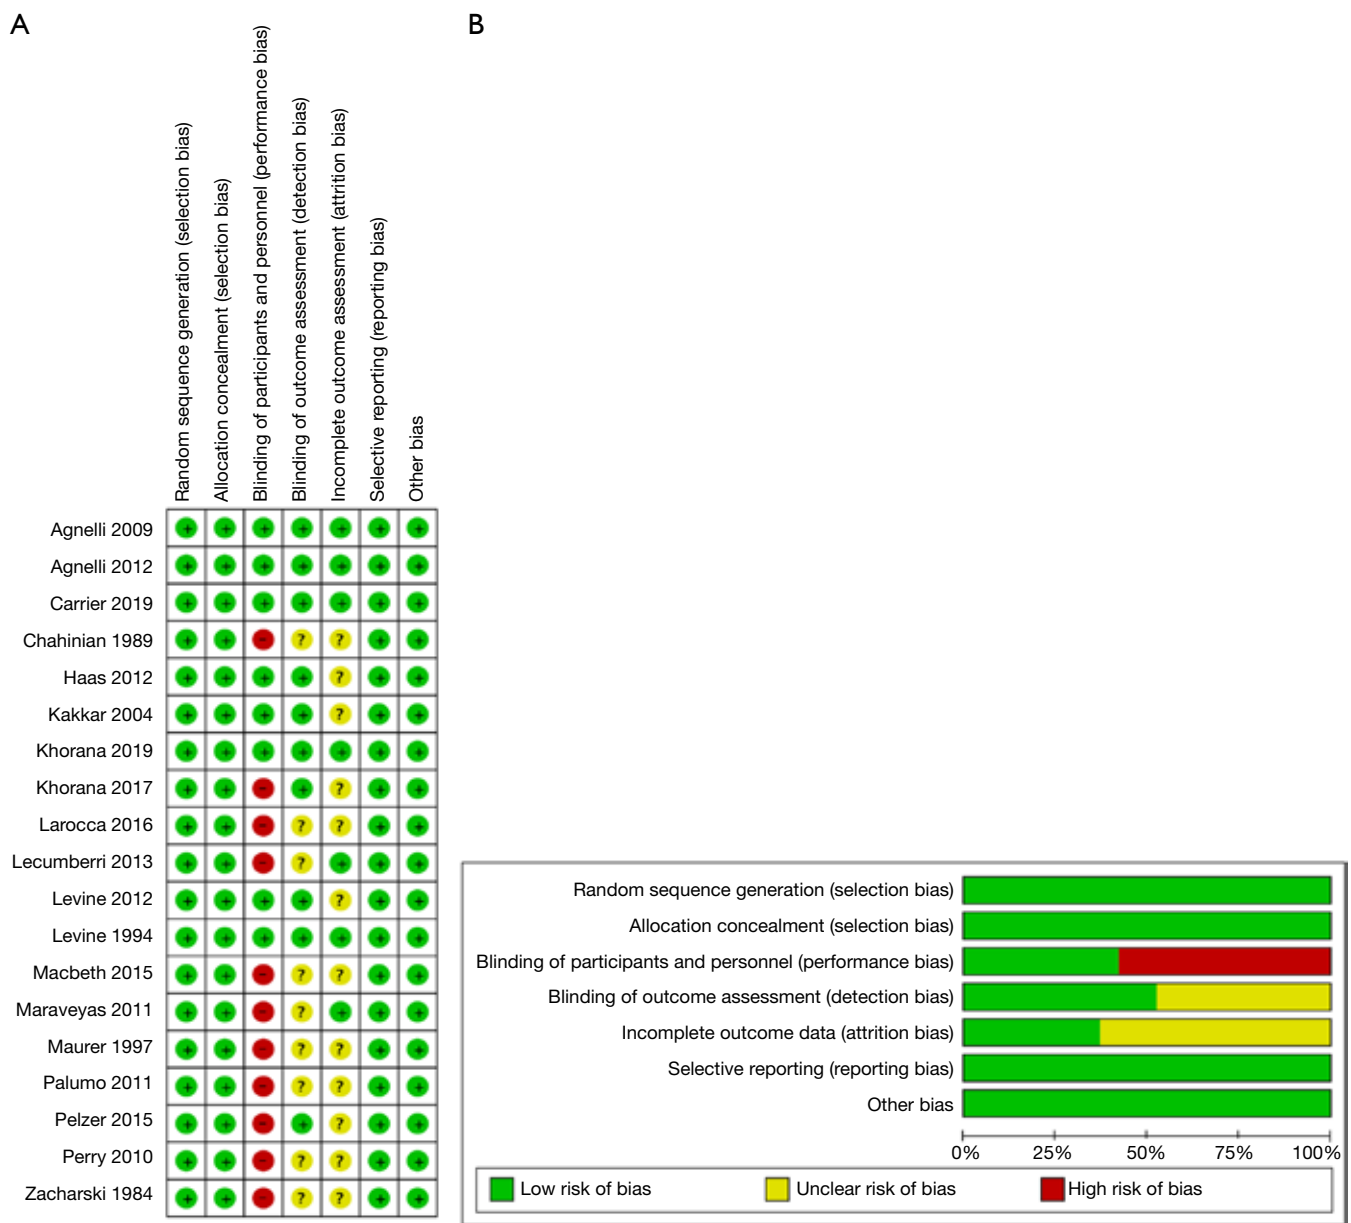 A
B
Random sequence generation (selection bias)
Allocation concealment (selection bias)
Blinding of participants and personnel (performance bias)
Blinding of outcome assessment (detection bias)
Incomplete outcome assessment (attrition bias)
Selective reporting (reporting bias)
Other bias
Agnelli 2009 + + + + + + +
Agnelli 2012 + + + + + + +
Carrier 2019 + + + + + + +
Chahinian 1989 + + - ? ? + +
Haas 2012 + + + + ? + +
Kakkar 2004 + + + + ? + +
Khorana 2019 + + + + + + +
Khorana 2017 + + - + ? + +
Larocca 2016 + + - ? ? + +
Lecumberri 2013 + + - ? + + +
Levine 2012 + + + + ? + +
Levine 1994 + + + + + + +
Macbeth 2015 + + - ? ? + +
Maraveyas 2011 + + - ? + + +
Maurer 1997 + + - ? ? + +
Palumo 2011 + + - ? ? + +
Pelzer 2015 + + - + ? + +
Perry 2010 + + - ? ? + +
Zacharski 1984 + + - ? ? + +
Random sequence generation (selection bias)
Allocation concealment (selection bias)
Blinding of participants and personnel (performance bias)
Blinding of outcome assessment (detection bias)
Incomplete outcome data (attrition bias)
Selective reporting (reporting bias)
Other bias
0% 25% 50% 75% 100%
Low risk of bias Unclear risk of bias High risk of bias